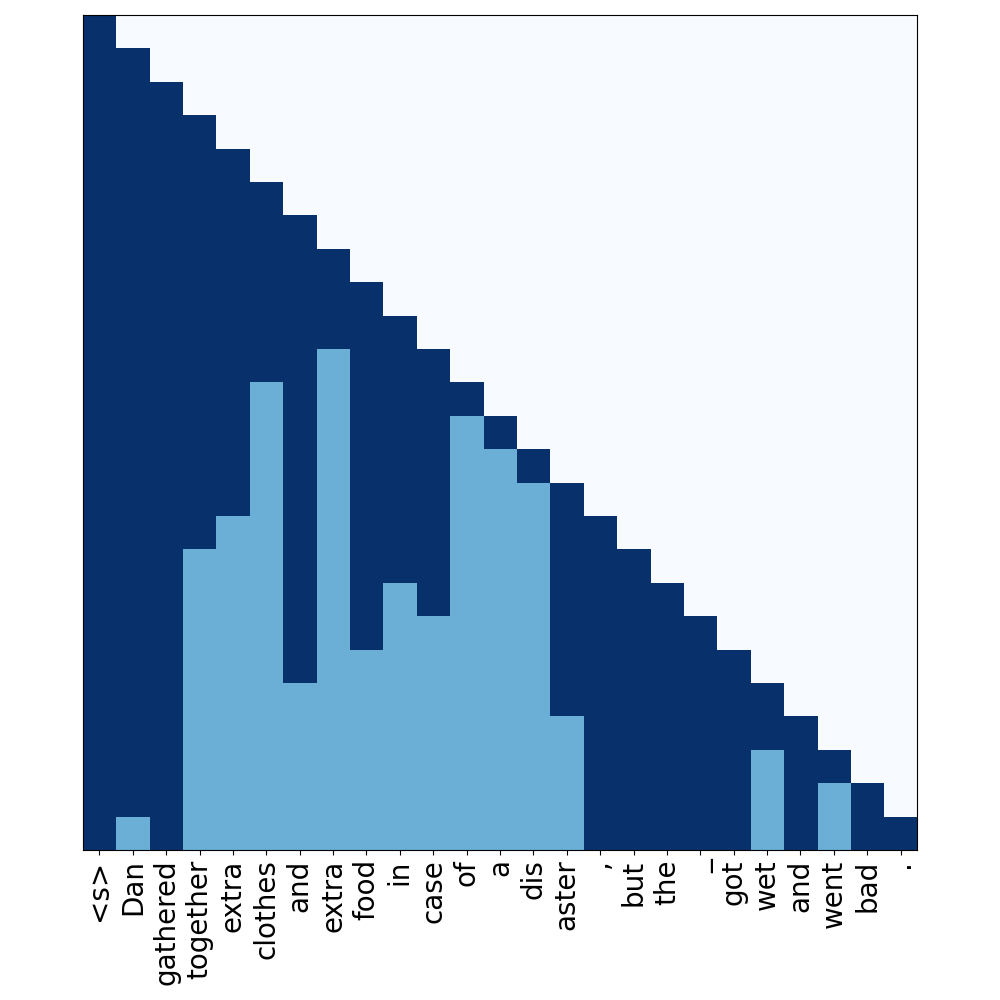 <s>
Dan
gathered
together
extra
clothes
and
extra
food
in
case
of
a
dis
aster
,
but
the
_
got
wet
and
went
bad
.